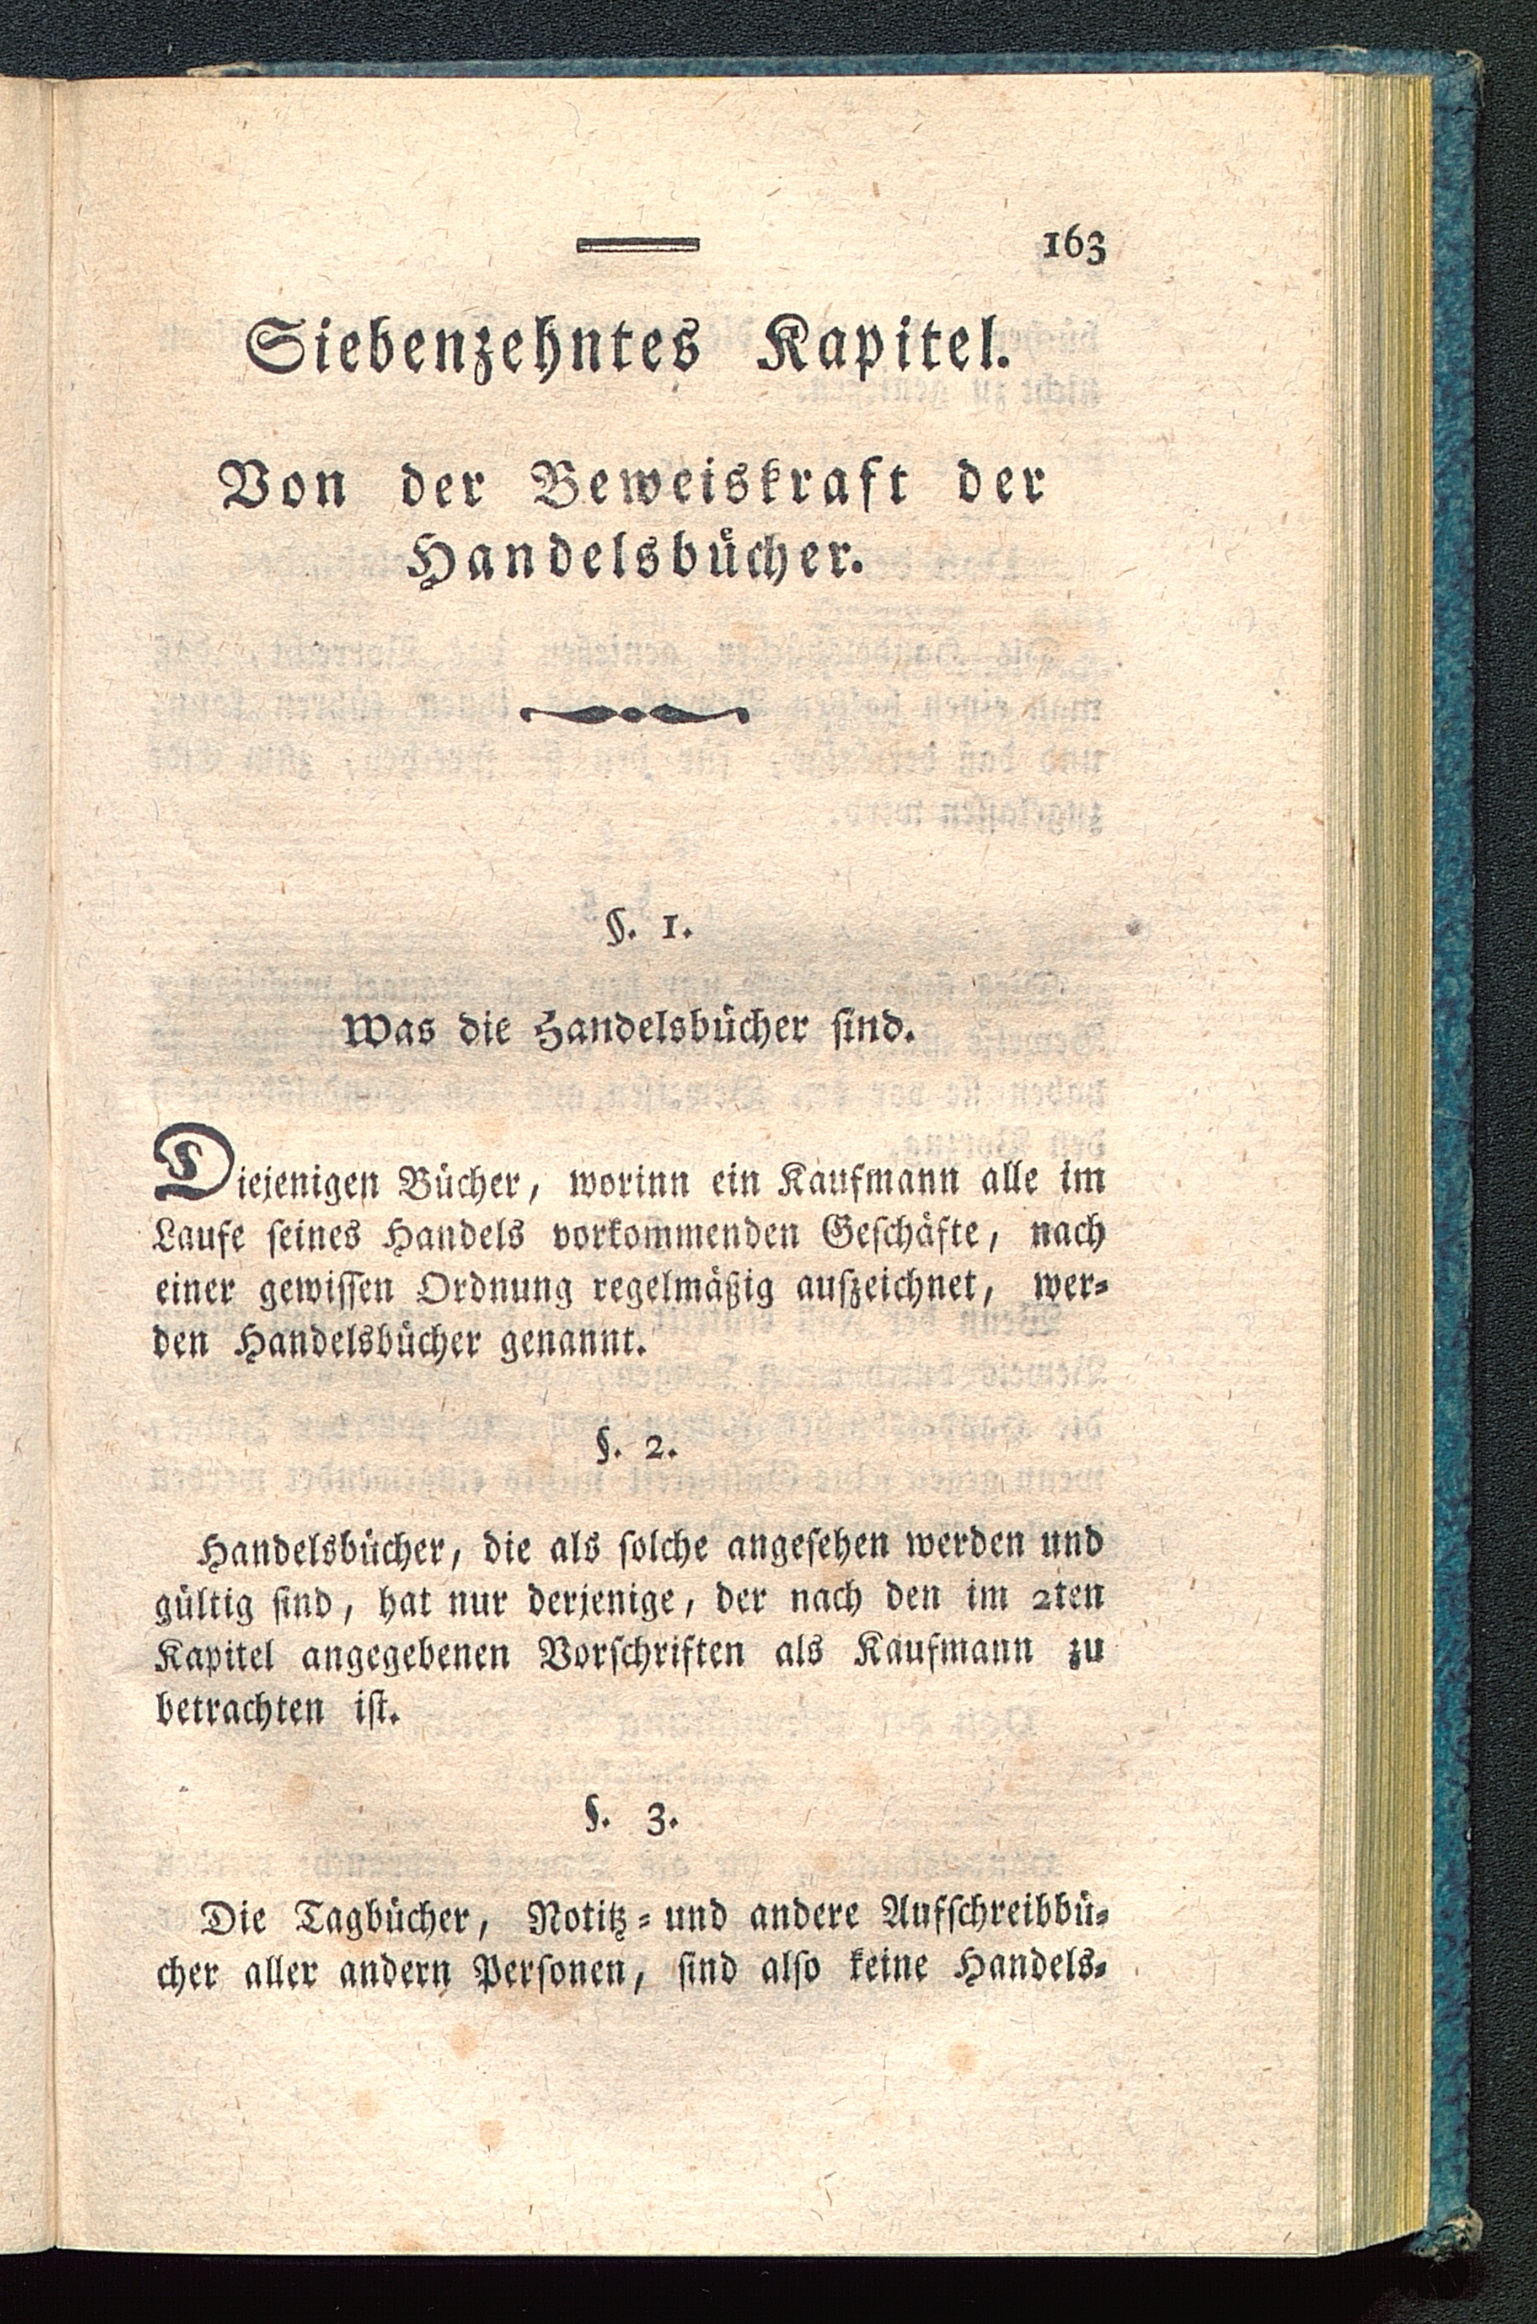 163
Siebenzehntes Kapitel.
Von der Beweiskraft der
Handelsbücher.
§. 1.
Was die Handelsbücher ſind.
Diejenigen Bücher, worinn ein Kaufmann alle im
Laufe ſeines Handels vorkommenden Geſchäfte, nach
einer gewiſſen Ordnung regelmäßig aufzeichnet, wer⸗
den Handelsbücher genannt.
§. 2.
Handelsbücher, die als ſolche angeſehen werden und
gültig ſind, hat nur derjenige, der nach den im 2ten
Kapitel angegebenen Vorſchriften als Kaufmann zu
betrachten iſt.
§. 3.
Die Tagbücher, Notitz⸗und andere Aufſchreibbü⸗
cher aller andern Perſonen, ſind alſo keine Handels⸗